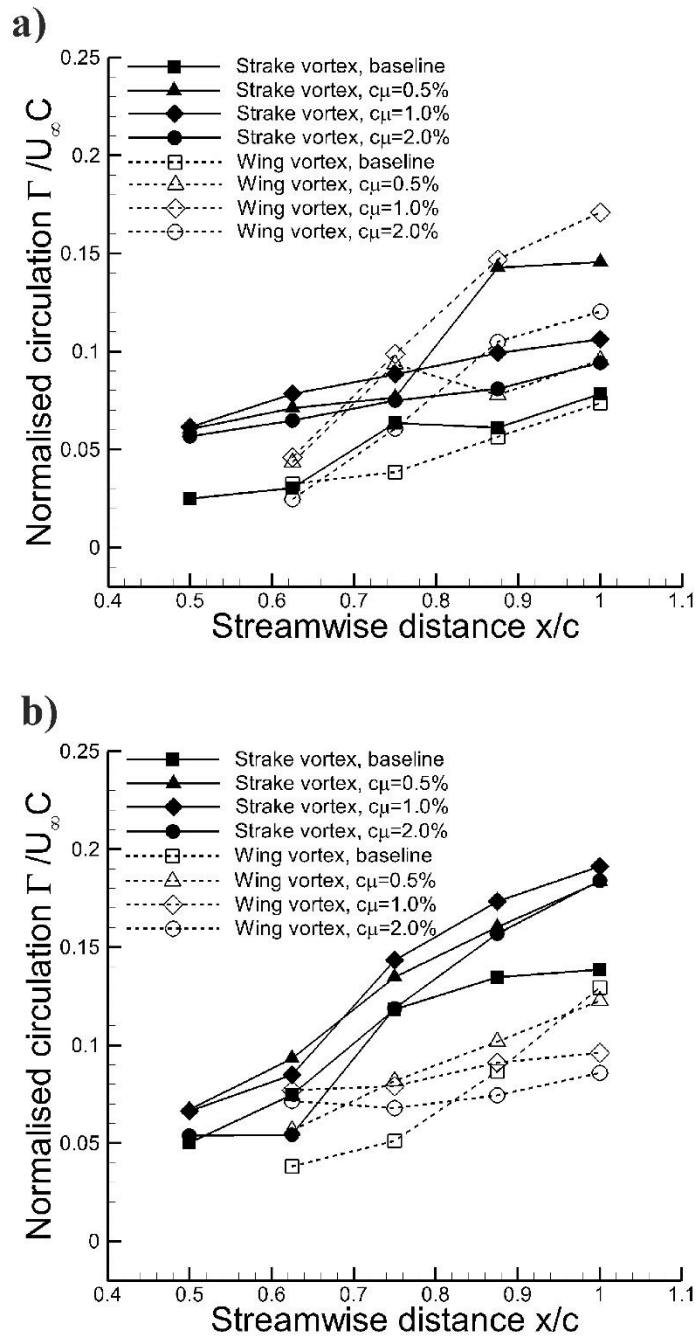 a)
0.25
Strake vortex, baseline
Strake vortex, cμ=0.5%
Strake vortex, cμ=1.0%
0.2
Strake vortex, cμ=2.0%
Wing vortex, baseline
Wing vortex, cμ=0.5%
Wing vortex, cμ=1.0%
Wing vortex, cμ=2.0%
0.15
0.1
0.05
0
Normalised circulation Γ /U∞C
0.4 0.5 0.6 0.7 0.8 0.9 1 1.1
Streamwise distance x/c
b)
0.25
Strake vortex, baseline
Strake vortex, cμ=0.5%
Strake vortex, cμ=1.0%
Strake vortex, cμ=2.0%
0.2
Wing vortex, baseline
Wing vortex, cμ=0.5%
Wing vortex, cμ=1.0%
Wing vortex, cμ=2.0%
0.15
0.1
0.05
0
Normalised circulation Γ /U∞C
0.4 0.5 0.6 0.7 0.8 0.9 1 1.1
Streamwise distance x/c